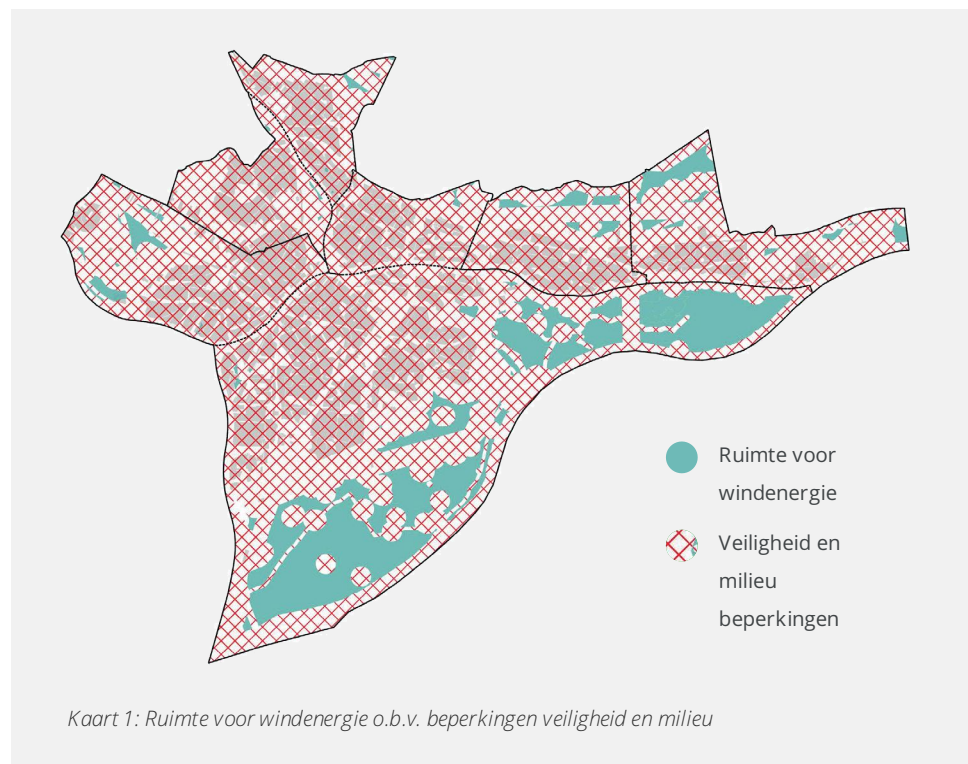 Ruimte voor
windenergie
Veiligheid en
milieu
beperkingen
Kaart 1: Ruimte voor windenergie o.b.v. beperkingen veiligheid en milieu